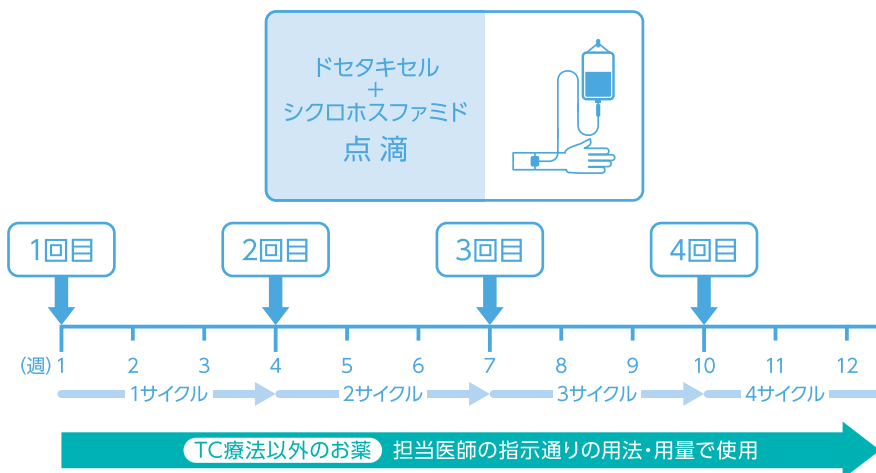 ドセタキセル
+
シクロホスファミド
点滴
1回目 2回目 3回目 4回目
(週) 1 2 3 4 5 6 7 8 9 10 11 12
1サイクル 2サイクル 3サイクル 4サイクル
TC療法以外のお薬 担当医師の指示通りの用法・用量で使用